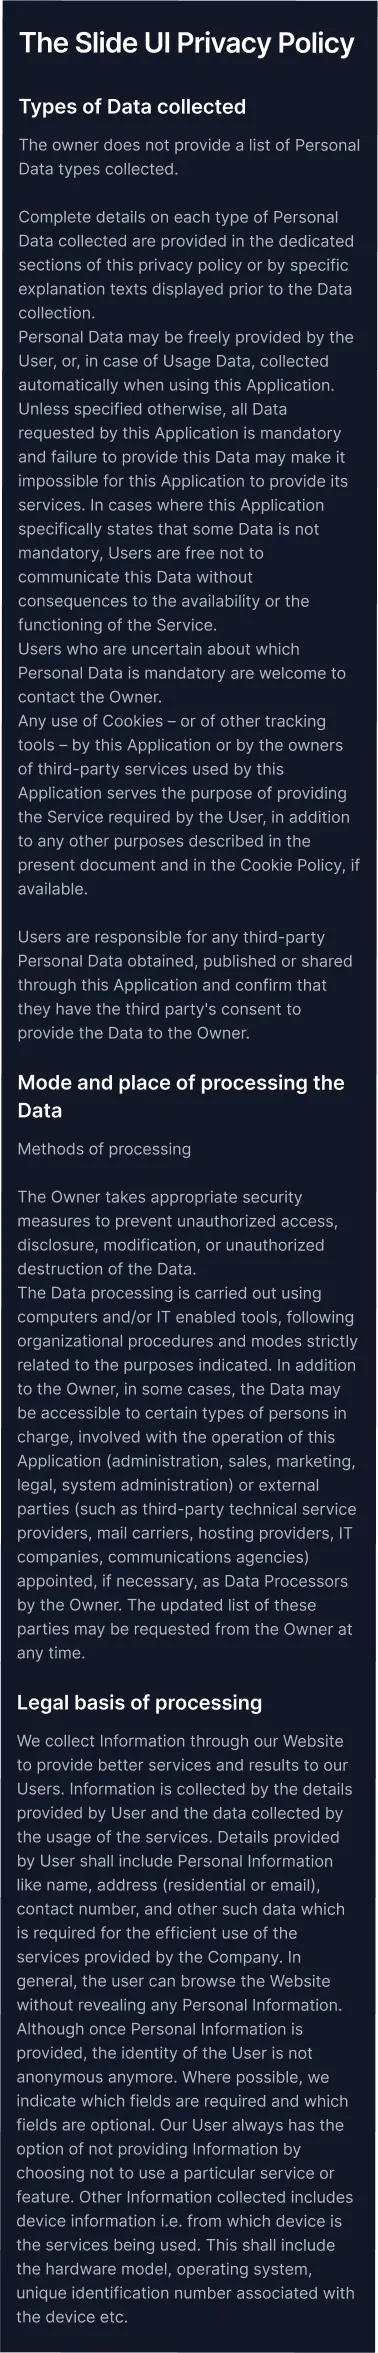 The Slide UI Privacy Policy
Types of Data collected
The owner does not provide a list of Personal
Data types collected.
Complete details on each type of Personal
Data collected are provided in the dedicated
sections of this privacy policy or by specific
explanation texts displayed prior to the Data
collection.
Personal Data may be freely provided by the
User, or, in case of Usage Data, collected
automatically when using this Application.
Unless specified otherwise, all Data
requested by this Application is mandatory
and failure to provide this Data may make it
impossible for this Application to provide its
services. In cases where this Application
specifically states that some Data is not
mandatory, Users are free not to
communicate this Data without
consequences to the availability or the
functioning of the Service.
Users who are uncertain about which
Personal Data is mandatory are welcome to
contact the Owner.
Any use of Cookies – or of other tracking
tools – by this Application or by the owners
of third-party services used by this
Application serves the purpose of providing
the Service required by the User, in addition
to any other purposes described in the
present document and in the Cookie Policy, if
available.
Users are responsible for any third-party
Personal Data obtained, published or shared
through this Application and confirm that
they have the third party's consent to
provide the Data to the Owner.
Mode and place of processing the
Data
Methods of processing
The Owner takes appropriate security
measures to prevent unauthorized access,
disclosure, modification, or unauthorized
destruction of the Data.
The Data processing is carried out using
computers and/or IT enabled tools, following
organizational procedures and modes strictly
related to the purposes indicated. In addition
to the Owner, in some cases, the Data may
be accessible to certain types of persons in
charge, involved with the operation of this
Application (administration, sales, marketing,
legal, system administration) or external
parties (such as third-party technical service
providers, mail carriers, hosting providers, IT
companies, communications agencies)
appointed, if necessary, as Data Processors
by the Owner. The updated list of these
parties may be requested from the Owner at
any time.
Legal basis of processing
We collect Information through our Website
to provide better services and results to our
Users. Information is collected by the details
provided by User and the data collected by
the usage of the services. Details provided
by User shall include Personal Information
like name, address (residential or email),
contact number, and other such data which
is required for the efficient use of the
services provided by the Company. In
general, the user can browse the Website
without revealing any Personal Information.
Although once Personal Information is
provided, the identity of the User is not
anonymous anymore. Where possible, we
indicate which fields are required and which
fields are optional. Our User always has the
option of not providing Information by
choosing not to use a particular service or
feature. Other Information collected includes
device information i.e. from which device is
the services being used. This shall include
the hardware model, operating system,
unique identification number associated with
the device etc.